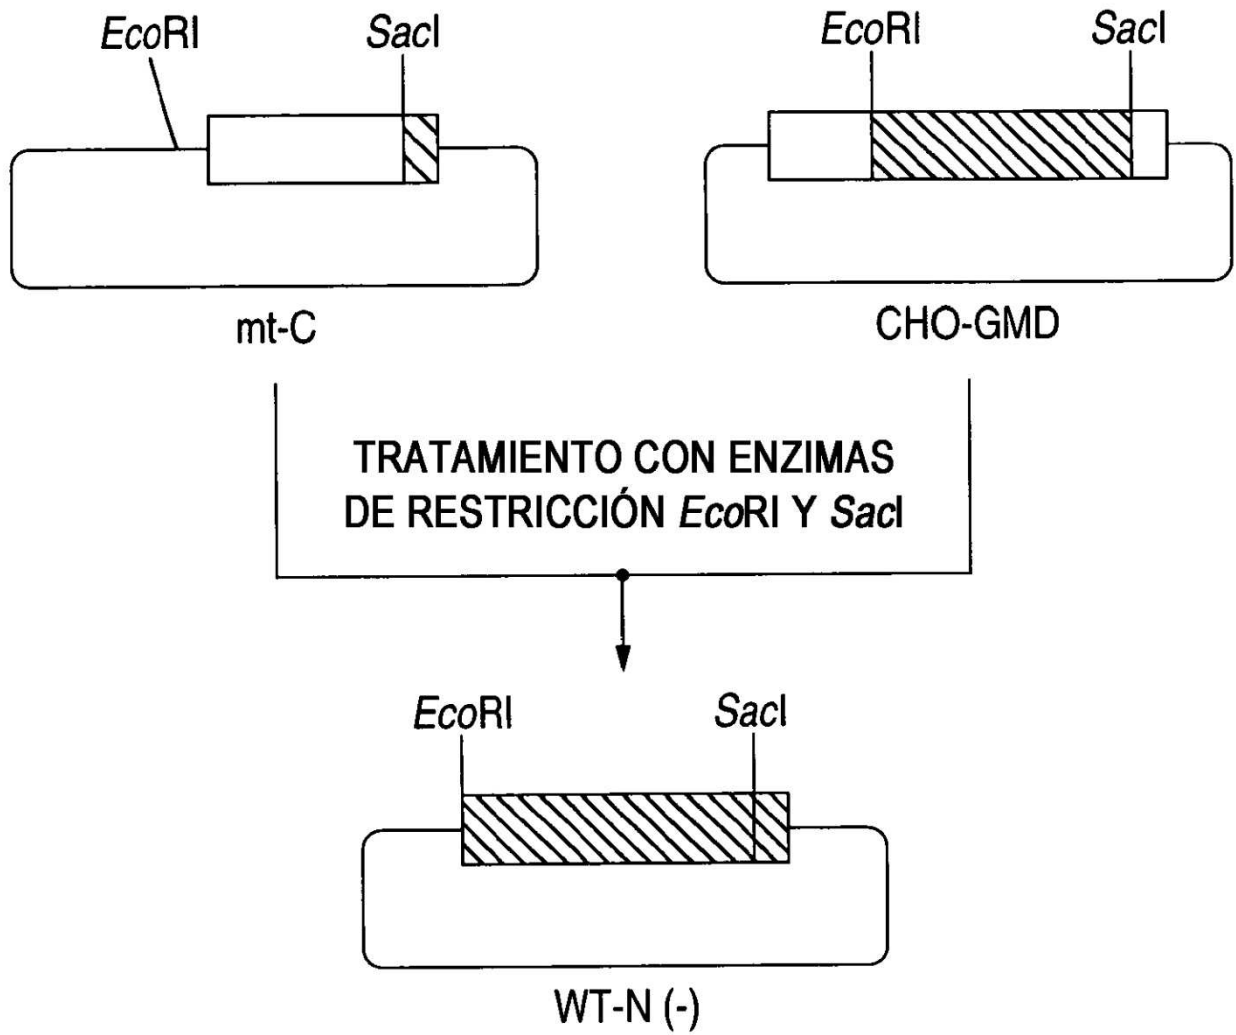 EcoRI SacI EcoRI SacI
mt-C CHO-GMD
TRATAMIENTO CON ENZIMAS
DE RESTRICCIÓN EcoRI Y SacI
EcoRI SacI
WT-N (-)